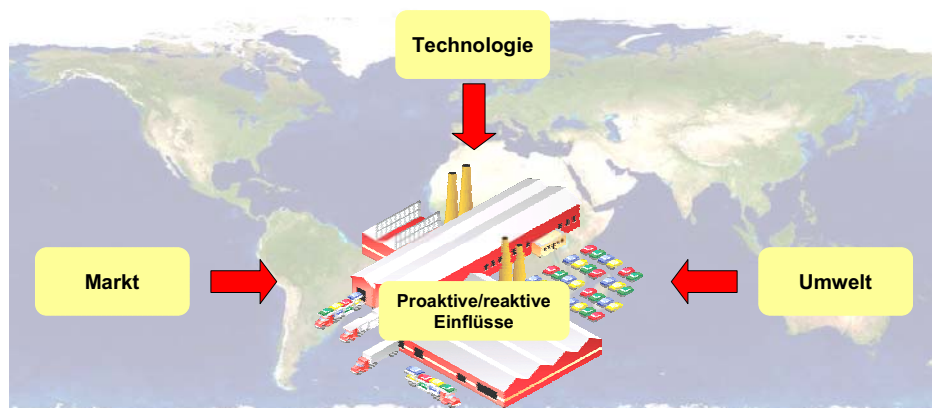 Technologie
Markt
Proaktive/reaktive
Einflüsse
Umwelt